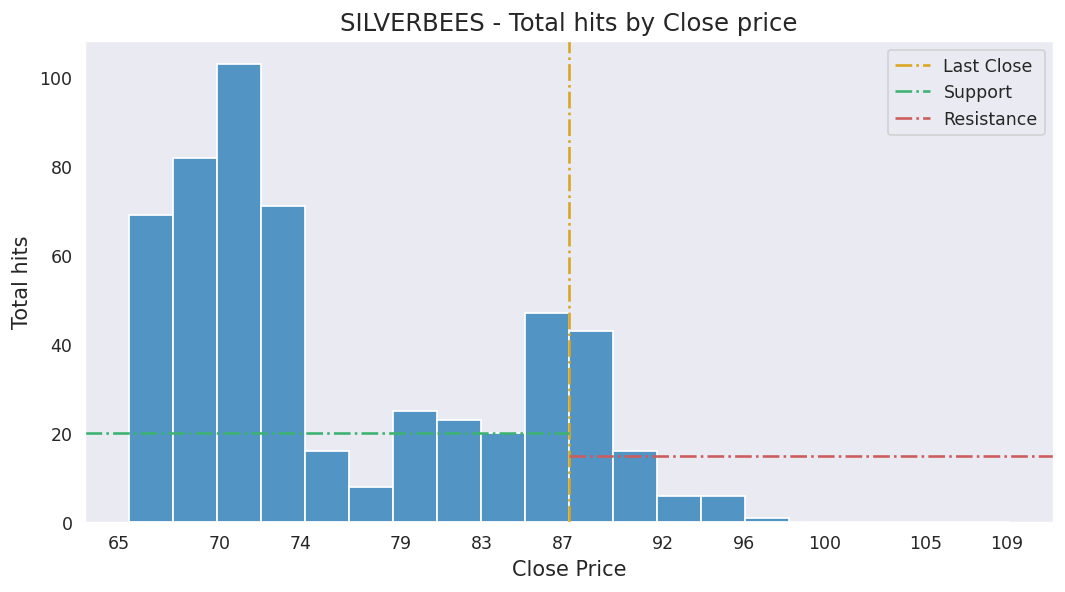 SILVERBEES - Total hits by Close price
Last Close
Support
Resistance
Total hits
100
80
60
40
20
0
65 70 74 79 83 87 92 96 100 105 109
Close Price